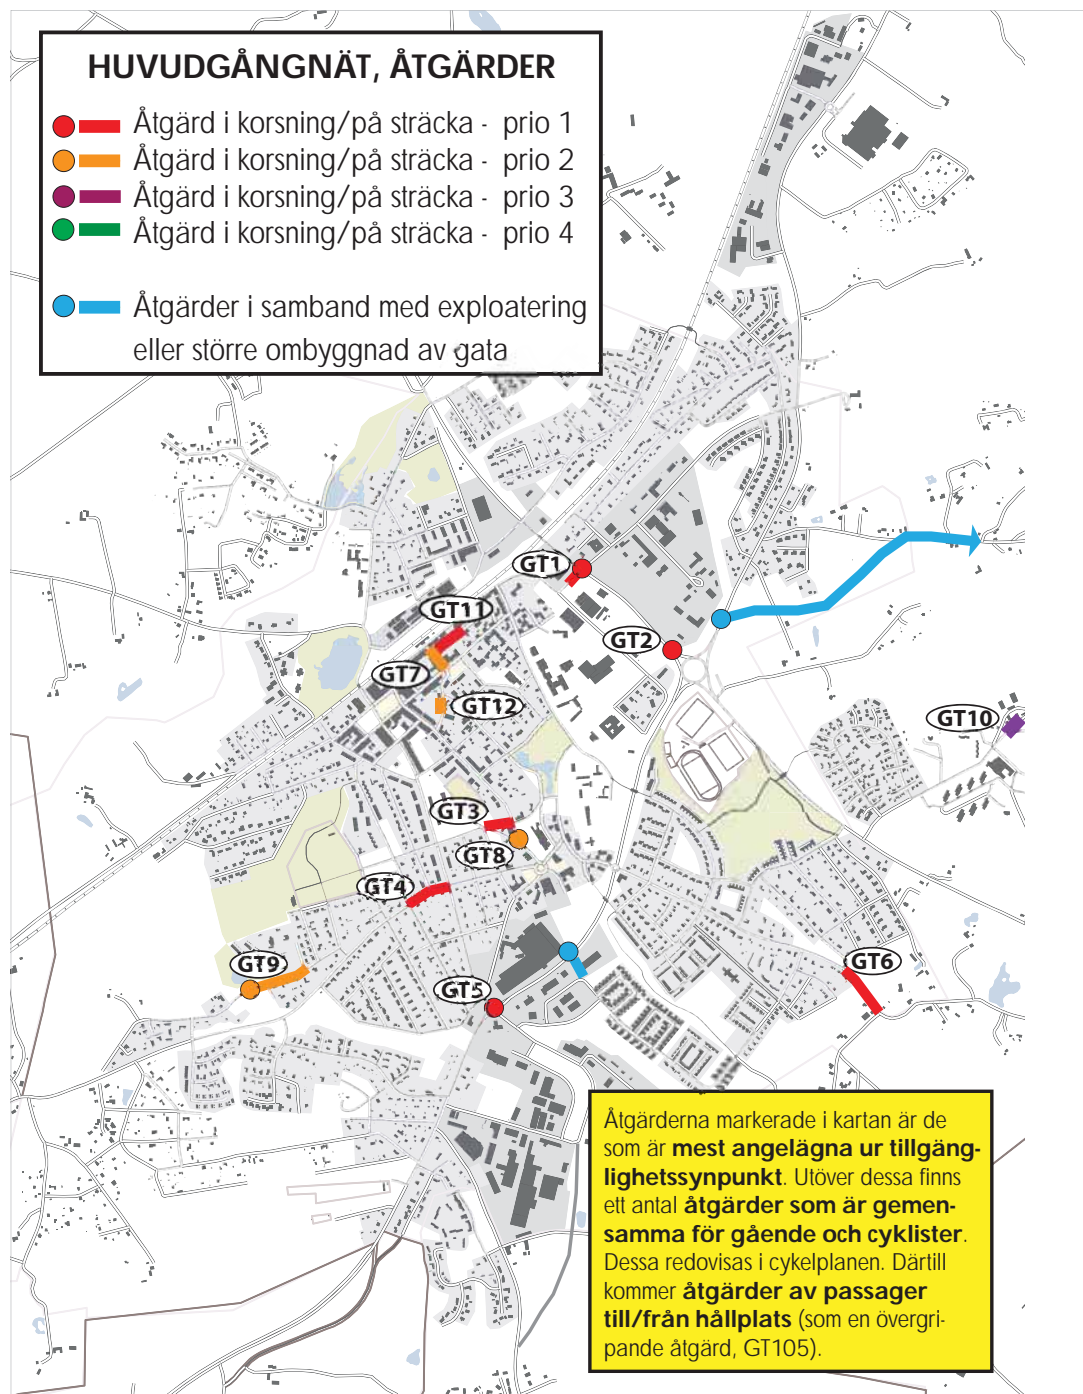 HUVUDGÅNGNÄT, ÅTGÄRDER
Åtgärd i korsning/på sträcka - prio 1
Åtgärd i korsning/på sträcka - prio 2
Åtgärd i korsning/på sträcka - prio 3
Åtgärd i korsning/på sträcka - prio 4
Åtgärder i samband med exploatering
eller större ombyggnad av gata
GT1
GT11
GT2
GT7
GT12
GT10
GT3
GT8
GT4
GT9
GT6
GT5
Åtgärderna markerade i kartan är de
som är mest angelägna ur tillgäng-
lighetssynpunkt. Utöver dessa finns
ett antal åtgärder som är gemen-
samma för gående och cyklister.
Dessa redovisas i cykelplanen. Därtill
kommer åtgärder av passager
till/från hållplats (som en övergri-
pande åtgärd, GT105).